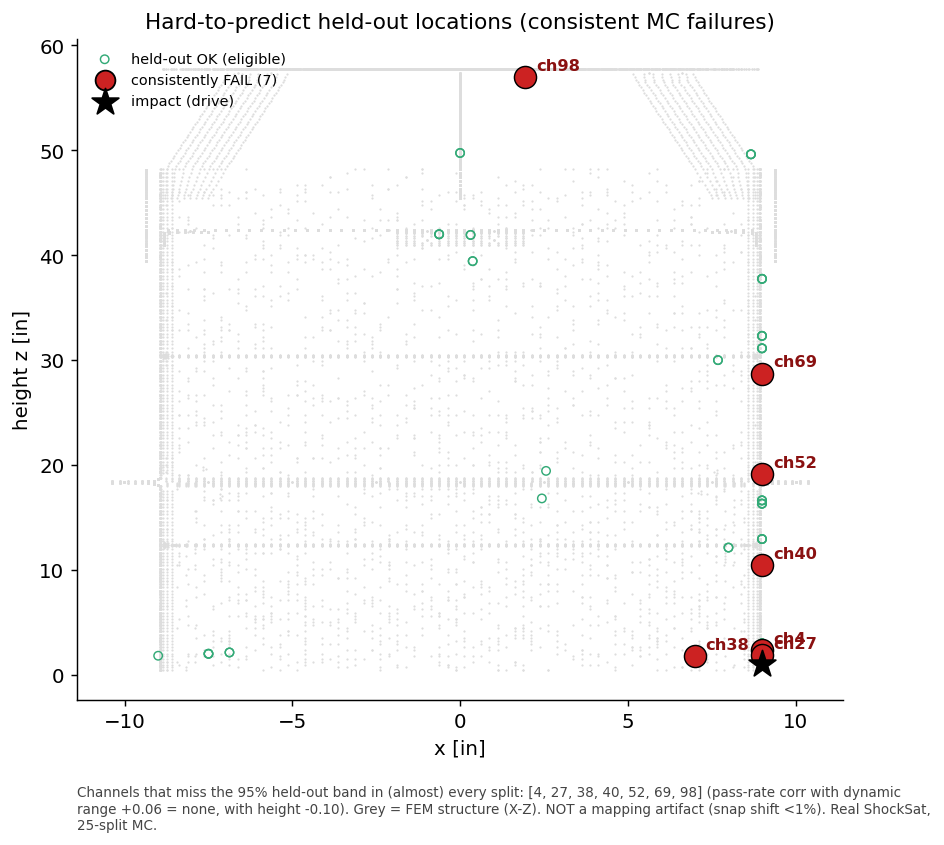 Hard-to-predict held-out locations (consistent MC failures)
held-out OK (eligible)
consistently FAIL (7)
impact (drive)
ch98
ch69
ch52
ch40
ch4
ch38
ch27
60
50
40
30
20
10
0
height z [in]
−10
−5
0
5
10
x [in]
Channels that miss the 95% held-out band in (almost) every split: [4, 27, 38, 40, 52, 69, 98] (pass-rate corr with dynamic
range +0.06 = none, with height -0.10). Grey = FEM structure (X-Z). NOT a mapping artifact (snap shift <1%). Real ShockSat,
25-split MC.